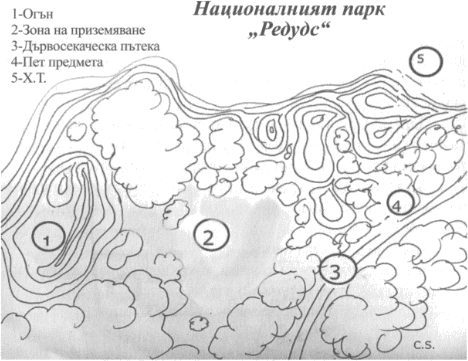 Националният парк
„Редудс“
1-Огън
2-Зона на приземяване
3-Дървосекаческа пътека
4-Пет предмета
5-Х.Т.
5
4
1
2
3
C.S.